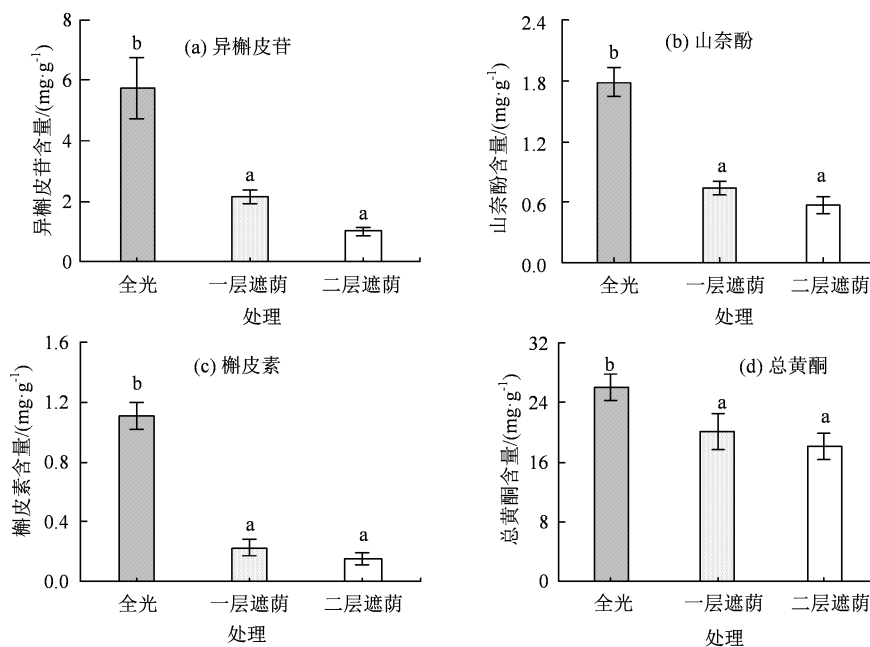 (a) 异槲皮苷
异槲皮苷含量/(mg·g⁻¹)
8
6
4
2
0
b
a
a
全光
一层遮荫
二层遮荫
处理
(b) 山奈酚
山奈酚含量/(mg·g⁻¹)
2.4
1.8
1.2
0.6
0.0
b
a
a
全光
一层遮荫
二层遮荫
处理
(c) 槲皮素
槲皮素含量/(mg·g⁻¹)
1.6
1.2
0.8
0.4
0.0
b
a
a
全光
一层遮荫
二层遮荫
处理
(d) 总黄酮
总黄酮含量/(mg·g⁻¹)
32
24
16
8
0
b
a
a
全光
一层遮荫
二层遮荫
处理